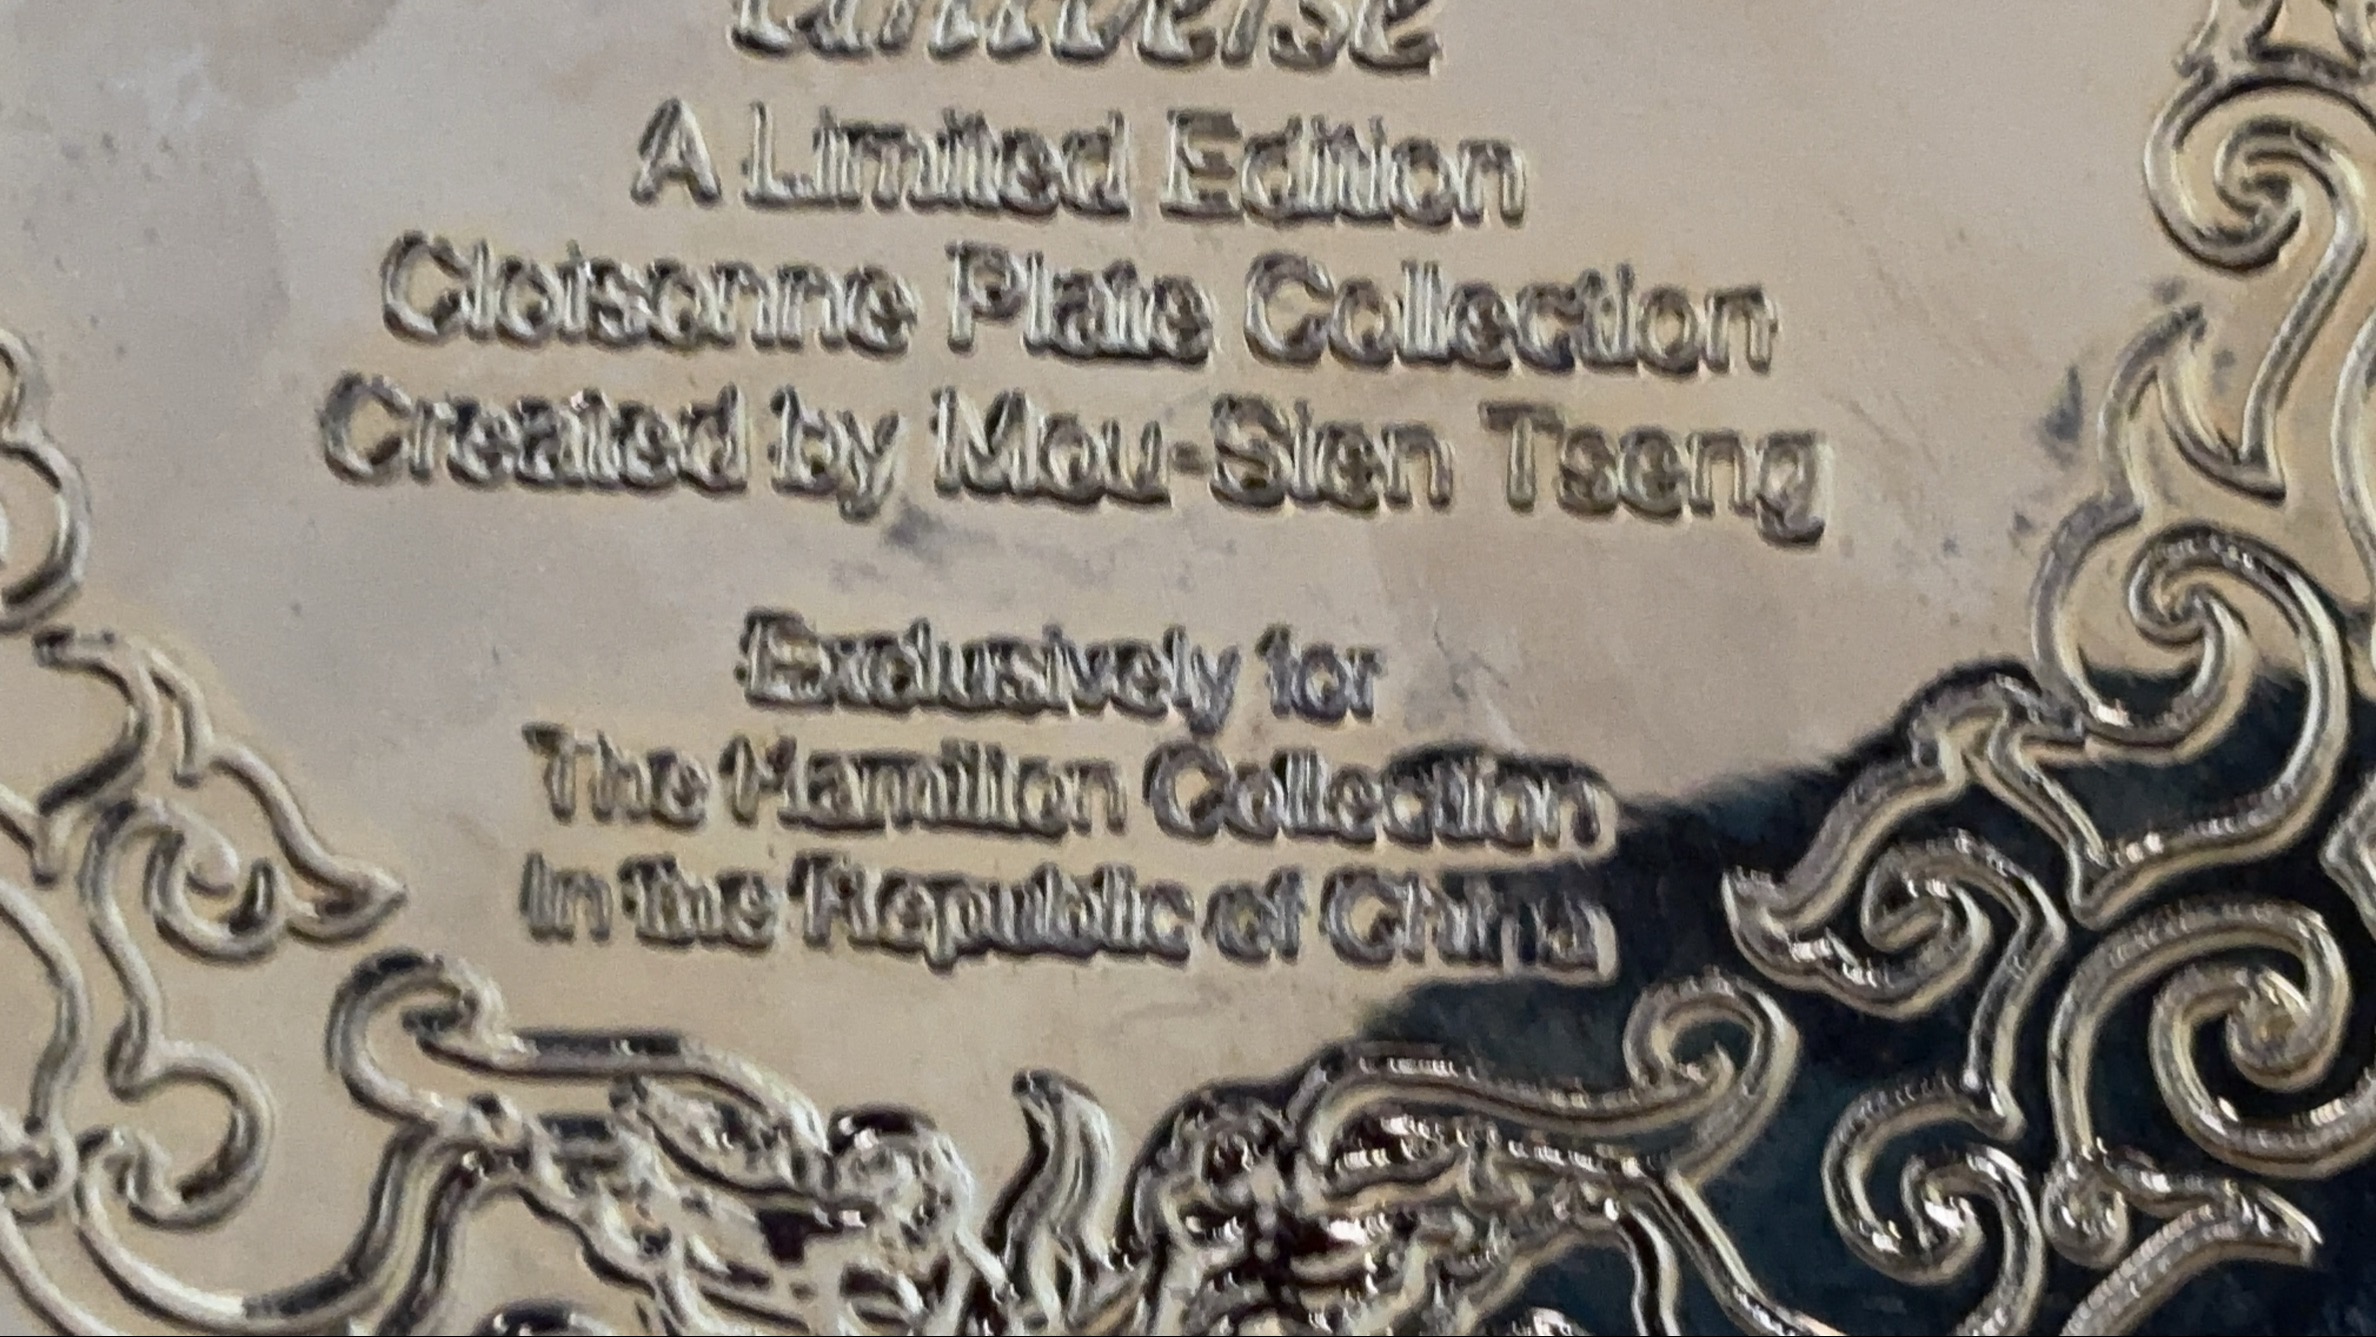 Universe
A Limited Edition
Cloisonne Plate Collection
Created by Mou-Sien Tseng
Exclusively for
The Hamilton Collection
In the Republic of China